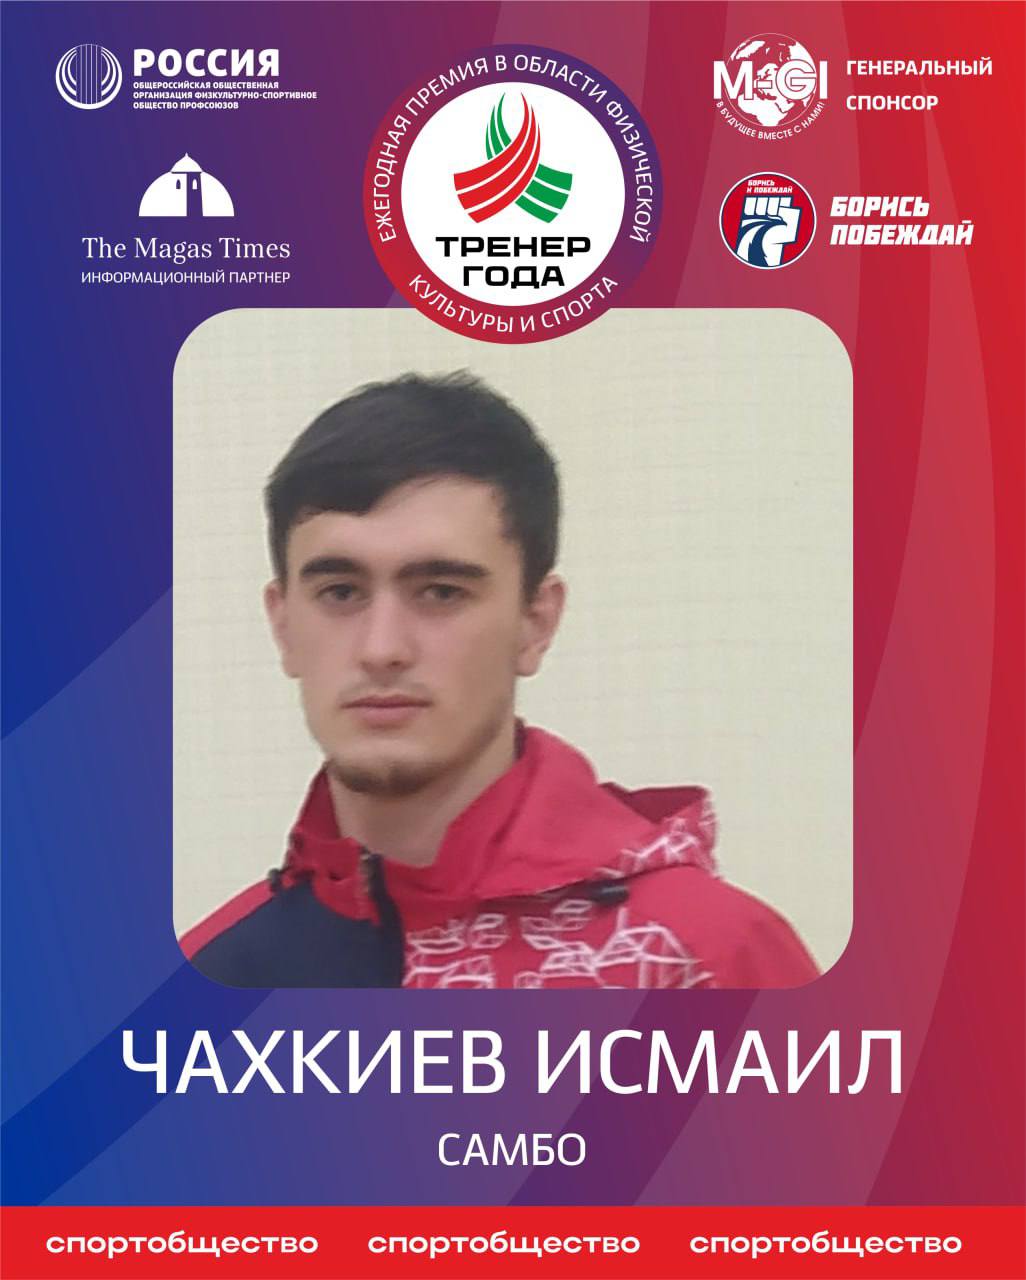 РОССИЯ
ОБЩЕРОССИЙСКАЯ ОБЩЕСТВЕННАЯ
ОРГАНИЗАЦИЯ ФИЗКУЛЬТУРНО-СПОРТИВНОЕ
ОБЩЕСТВО ПРОФСОЮЗОВ
The Magas Times
ИНФОРМАЦИОННЫЙ ПАРТНЕР
ЕЖЕГОДНАЯ ПРЕМИЯ В ОБЛАСТИ ФИЗИЧЕСКОЙ
КУЛЬТУРЫ И СПОРТА
ТРЕНЕР
ГОДА
M-GI
В БУДУЩЕЕ ВМЕСТЕ С НАМИ!
ГЕНЕРАЛЬНЫЙ
СПОНСОР
БОРИСЬ
И ПОБЕЖДАЙ
БОРИСЬ
ПОБЕЖДАЙ
ЧАХКИЕВ ИСМАИЛ
САМБО
спортобщество спортобщество спортобщество